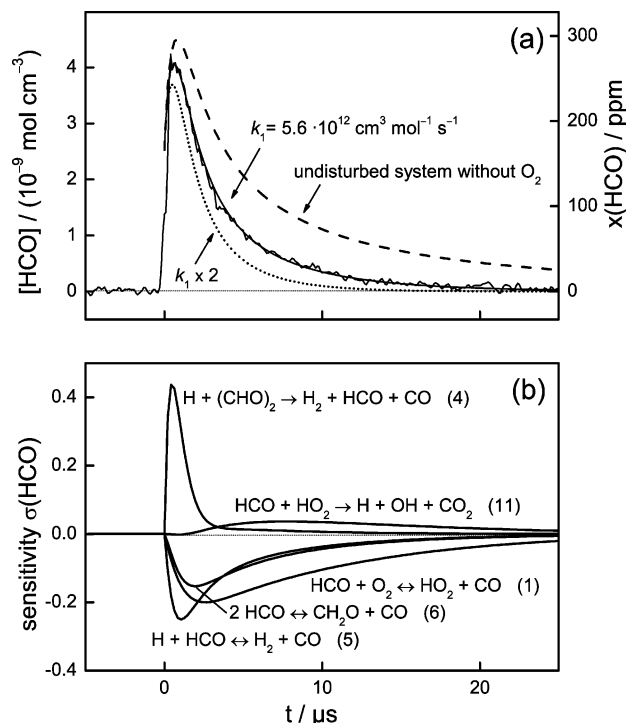 (a)
300
200
100
0
x(HCO) / ppm
4
3
2
1
0
[HCO] / (10⁻⁹ mol cm⁻³)
k₁= 5.6 ·10¹² cm³ mol⁻¹ s⁻¹
undisturbed system without O₂
k₁ x 2
(b)
0.4
0.2
0.0
-0.2
-0.4
sensitivity σ(HCO)
H + (CHO)₂ → H₂ + HCO + CO (4)
HCO + HO₂ → H + OH + CO₂ (11)
HCO + O₂ ↔ HO₂ + CO (1)
2 HCO ↔ CH₂O + CO (6)
H + HCO ↔ H₂ + CO (5)
0 10 20
t / µs